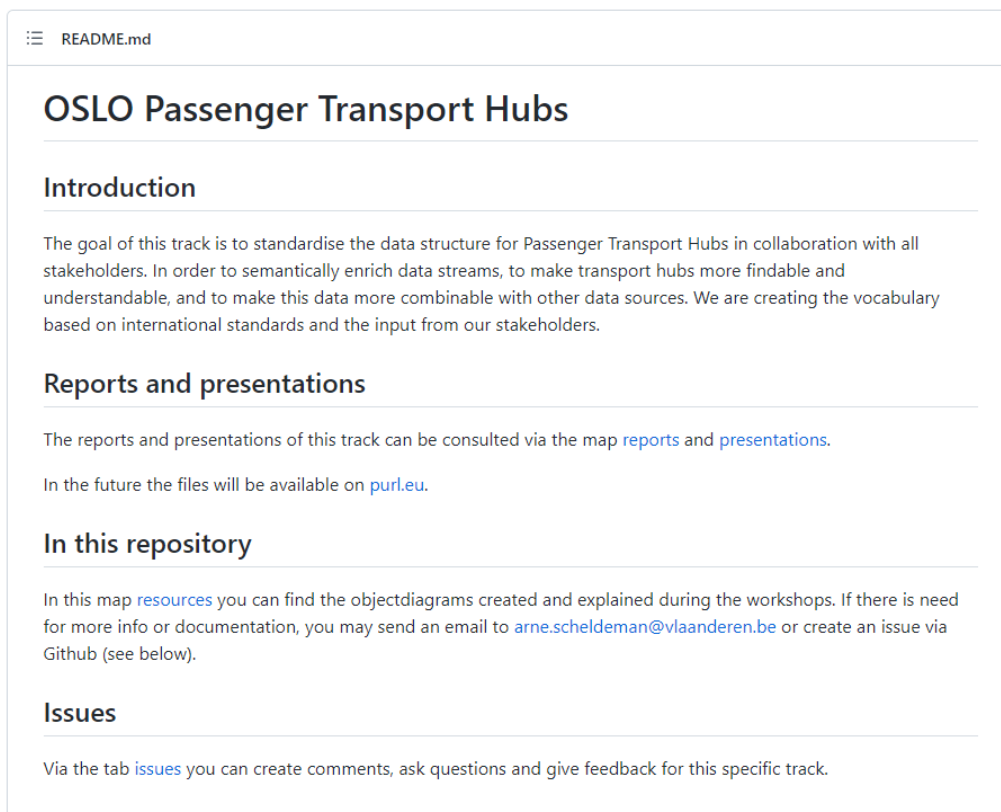 README.md
OSLO Passenger Transport Hubs
Introduction
The goal of this track is to standardise the data structure for Passenger Transport Hubs in collaboration with all
stakeholders. In order to semantically enrich data streams, to make transport hubs more findable and
understandable, and to make this data more combinable with other data sources. We are creating the vocabulary
based on international standards and the input from our stakeholders.
Reports and presentations
The reports and presentations of this track can be consulted via the map reports and presentations.
In the future the files will be available on purl.eu.
In this repository
In this map resources you can find the objectdiagrams created and explained during the workshops. If there is need
for more info or documentation, you may send an email to arne.scheldeman@vlaanderen.be or create an issue via
Github (see below).
Issues
Via the tab issues you can create comments, ask questions and give feedback for this specific track.